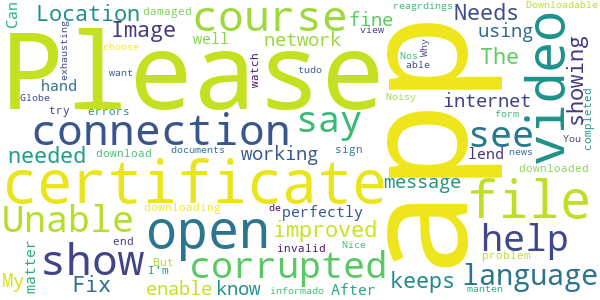 Can
Location
damaged
course
fine
reagrdings
Needs
Downloadable
Image
well
network
using
view
Please
app
video
showing
choose
exhausting
want
tudo
Nos
able
Why
The
hand
watch
internet
Globe
try
errors
connection
say
Noisy
form
see
You
completed
needed
download
documents
working
sign
lend
news
message
downloaded
certificate
file
Unable
downloading
de
perfectly
open
improved
help
matter
end
invalid
Nice
problem
show
But
corrupted
keeps
language
My
Fix
I'm
enable
know
informado
After
manten